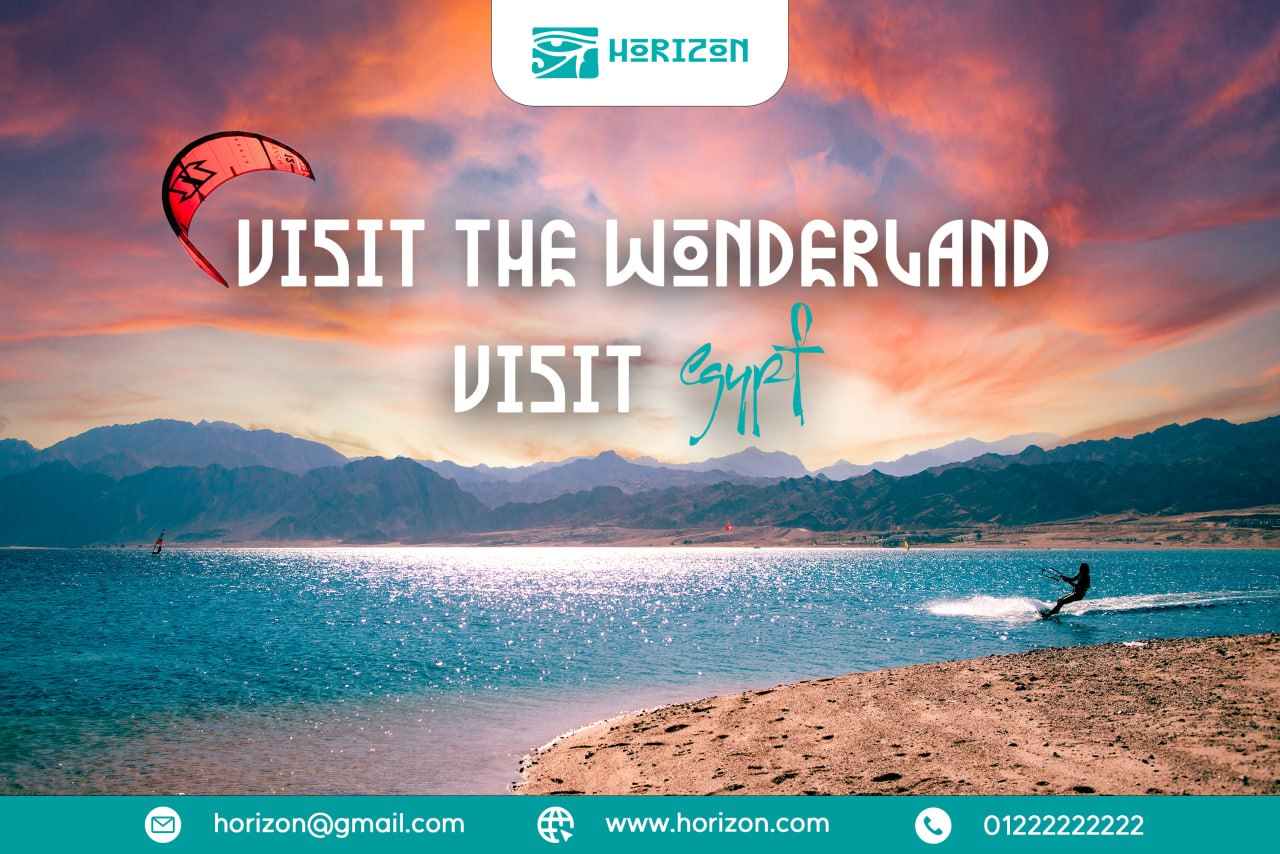 HORIZON
VISIT THE WONDERLAND
VISIT egypt
horizon@gmail.com
www.horizon.com
01222222222